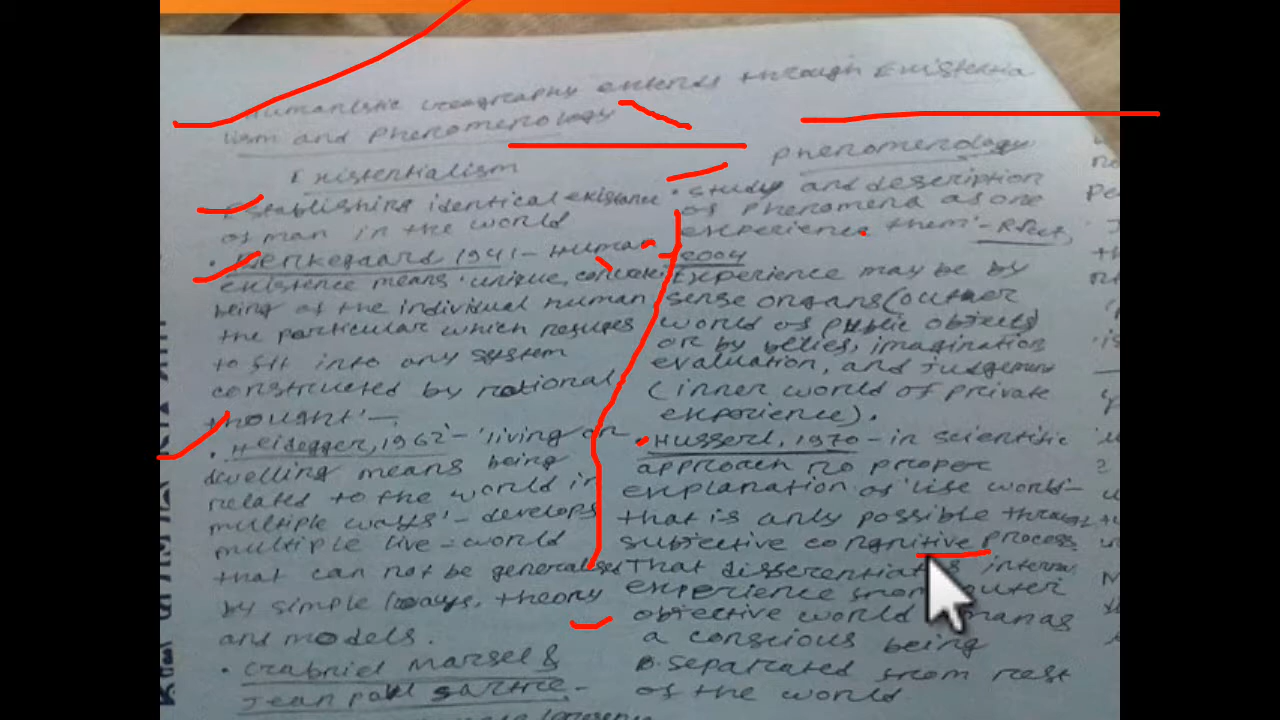 Humanistic Geography extends through Existentia
lism and Phenomenology
Existentialism
Establishing identical existance
of man in the world
• Kerkegaard 1941 - Human
existence means 'unique, concrete
being of the individual human
the particular which refuses
to fit into any system
constructed by rational
thought' -
• Heidegger, 1962 - 'living or
dwelling means being
related to the world in
multiple ways' - develops
multiple live-world
that can not be generalised
by simple laways, theory
and models.
• Grabriel Marsel &
Jean paul Sartre -
Phenomenology
• study and description
of Phenomena as one
experience them -
2004
Experience may be by
sense organs (outher
world of public objects)
or by belief, imagination
evaluation, and judgement
(inner world of private
experience).
• Husserl, 1970 - in scientific
approach no proper
explanation of 'life world' -
that is only possible through
subjective congnitive process
That differentiates internal
experience from outer
objective world
a conscious being
separated from rest
of the world